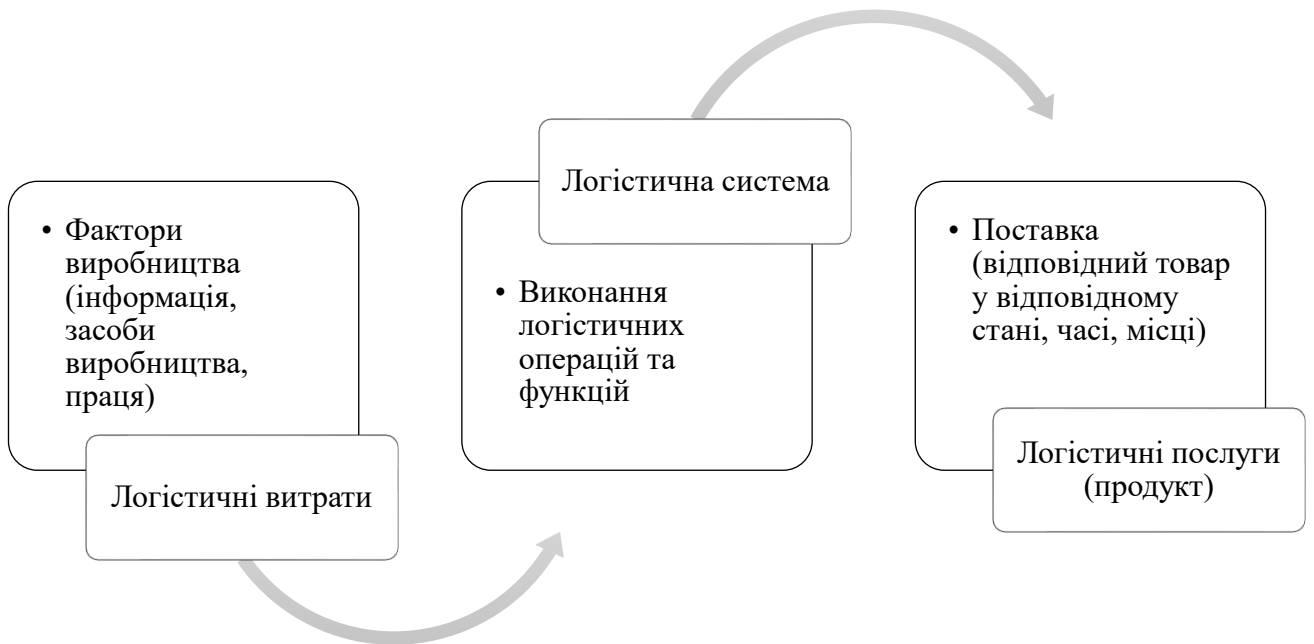 • Фактори
виробництва
(інформація,
засоби
виробництва,
праця)
Логістичні витрати
Логістична система
• Виконання
логістичних
операцій та
функцій
• Поставка
(відповідний товар
у відповідному
стані, часі, місці)
Логістичні послуги
(продукт)